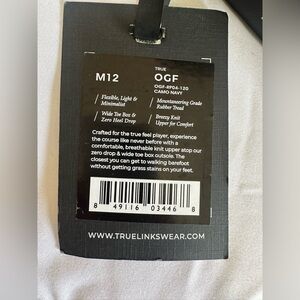 M12
TRUE
OGF
OGF-RP04-120
CAMO NAVY
Flexible, Light &
Minimalist
Mountaineering Grade
Rubber Tread
Wide Toe Box &
Zero Heel Drop
Breezy Knit
Upper for Comfort
Crafted for the true feel player, experience
the course like never before with a
comfortable, breathable knit upper atop our
zero drop & wide toe box outsole. The
closest you can get to walking barefoot
without getting grass stains on your feet.
8 49116 03446 8
WWW.TRUELINKSWEAR.COM